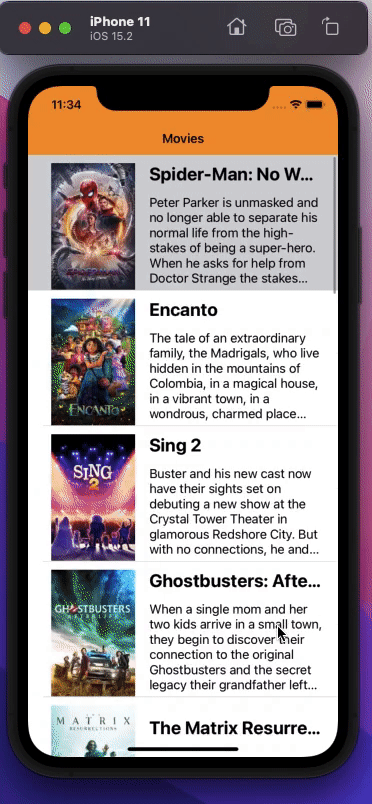 iPhone 11
iOS 15.2
11:34
Movies
Spider-Man: No W...
Peter Parker is unmasked and
no longer able to separate his
normal life from the high-
stakes of being a super-hero.
When he asks for help from
Doctor Strange the stakes...
Encanto
The tale of an extraordinary
family, the Madrigals, who live
hidden in the mountains of
Colombia, in a magical house,
in a vibrant town, in a
wondrous, charmed place...
ENCANTO
Sing 2
Buster and his new cast now
have their sights set on
debuting a new show at the
Crystal Tower Theater in
glamorous Redshore City. But
with no connections, he and...
SING
2
Ghostbusters: Afte...
When a single mom and her
two kids arrive in a small town,
they begin to discover their
connection to the original
Ghostbusters and the secret
legacy their grandfather left...
GHOSTBUSTERS
The Matrix Resurre...
MATRIX